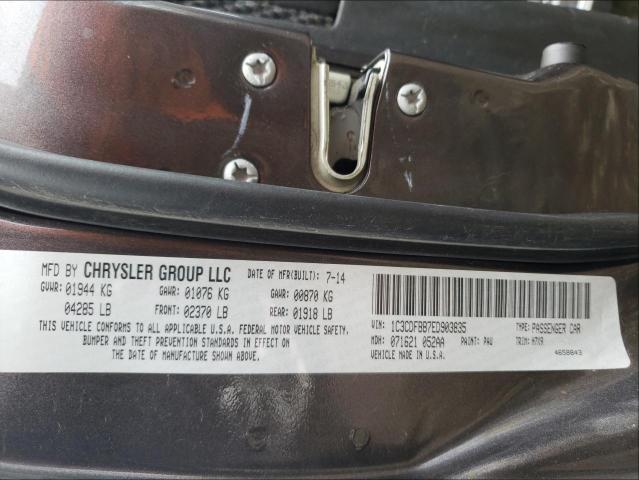 MFD BY CHRYSLER GROUP LLC DATE OF MFR(BUILT): 7-14
GVWR: 01944 KG GAWR: 01076 KG GAWR: 00870 KG
04285 LB FRONT: 02370 LB REAR: 01918 LB
THIS VEHICLE CONFORMS TO ALL APPLICABLE U.S.A. FEDERAL MOTOR VEHICLE SAFETY,
BUMPER AND THEFT PREVENTION STANDARDS IN EFFECT ON
THE DATE OF MANUFACTURE SHOWN ABOVE.
VIN: 1C3CDFBB7ED903835 TYPE: PASSENGER CAR
MDH: 071621 052AA PAINT: PAU TRIM: H7X9
VEHICLE MADE IN U.S.A. 4658843